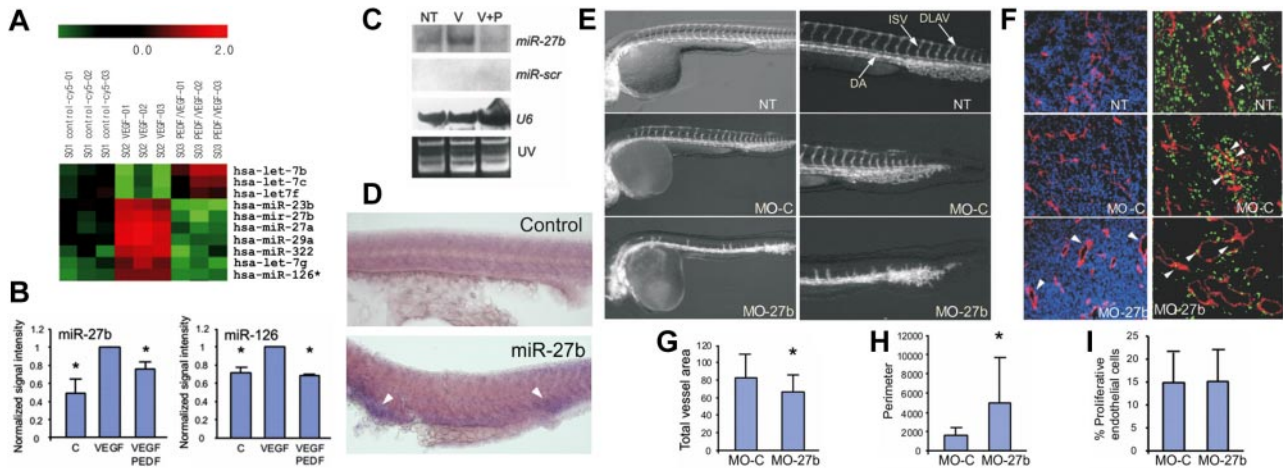 A
0.0
2.0
S01 control-cy5-01
S01 control-cy5-02
S01 control-cy5-03
S02 VEGF-01
S02 VEGF-02
S02 VEGF-03
S03 PEDF/VEGF-01
S03 PEDF/VEGF-02
S03 PEDF/VEGF-03
hsa-let-7b
hsa-let-7c
hsa-let7f
hsa-miR-23b
hsa-mir-27b
hsa-miR-27a
hsa-miR-29a
hsa-miR-322
hsa-let-7g
hsa-miR-126*
B
miR-27b
Normalized signal intensity
1.2
1
0.8
0.6
0.4
0.2
0
*
*
C
VEGF
VEGF
PEDF
miR-126
Normalized signal intensity
1.2
1
0.8
0.6
0.4
0.2
0
*
*
C
VEGF
VEGF
PEDF
C
NT V V+P
miR-27b
miR-scr
U6
UV
D
Control
miR-27b
E
NT
ISV DLAV
DA
NT
MO-C
MO-C
MO-27b
MO-27b
F
NT
NT
MO-C
MO-C
MO-27b
MO-27b
G
Total vessel area
120
100
80
60
40
20
0
*
MO-C MO-27b
H
Perimeter
12000
10000
8000
6000
4000
2000
0
*
MO-C MO-27b
I
% Proliferative
endothelial cells
25
20
15
10
5
0
MO-C MO-27b